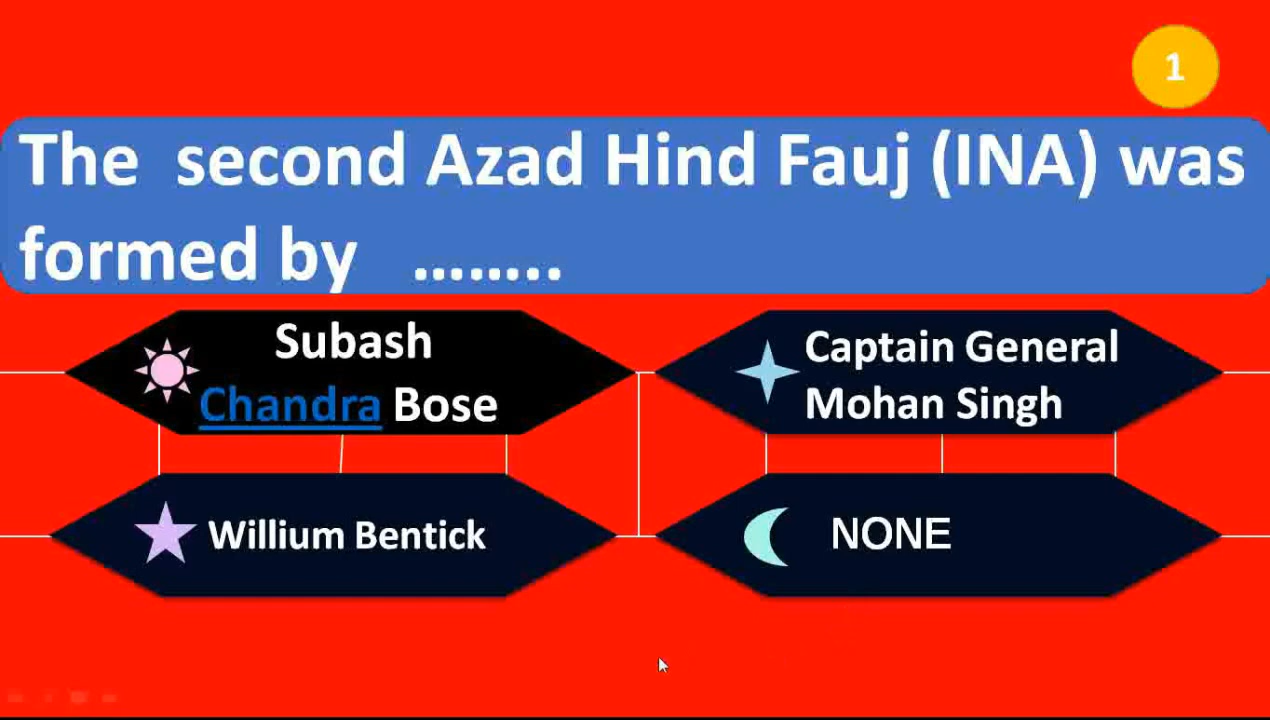 1
The second Azad Hind Fauj (INA) was
formed by ........
Subash
Chandra Bose
Captain General
Mohan Singh
Willium Bentick
NONE